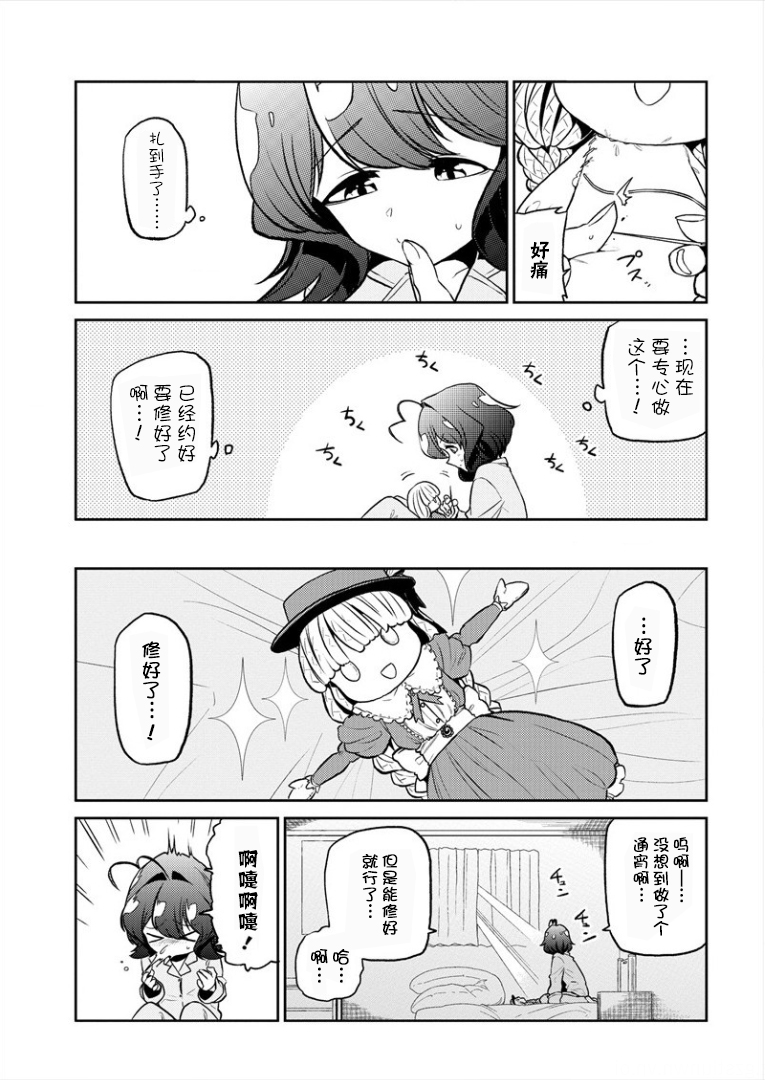 好痛
プス
扎到手了……
…现在
要专心做
这个…！
ちく
ちく
ちく
ちく
已经约好
要修好了
啊…！
…好了
修好了…！
呜啊——…
没想到做了个
通宵啊…
チュン
チュン
但是能修好
就行了…
哈…
啊…
啊嚏啊嚏！